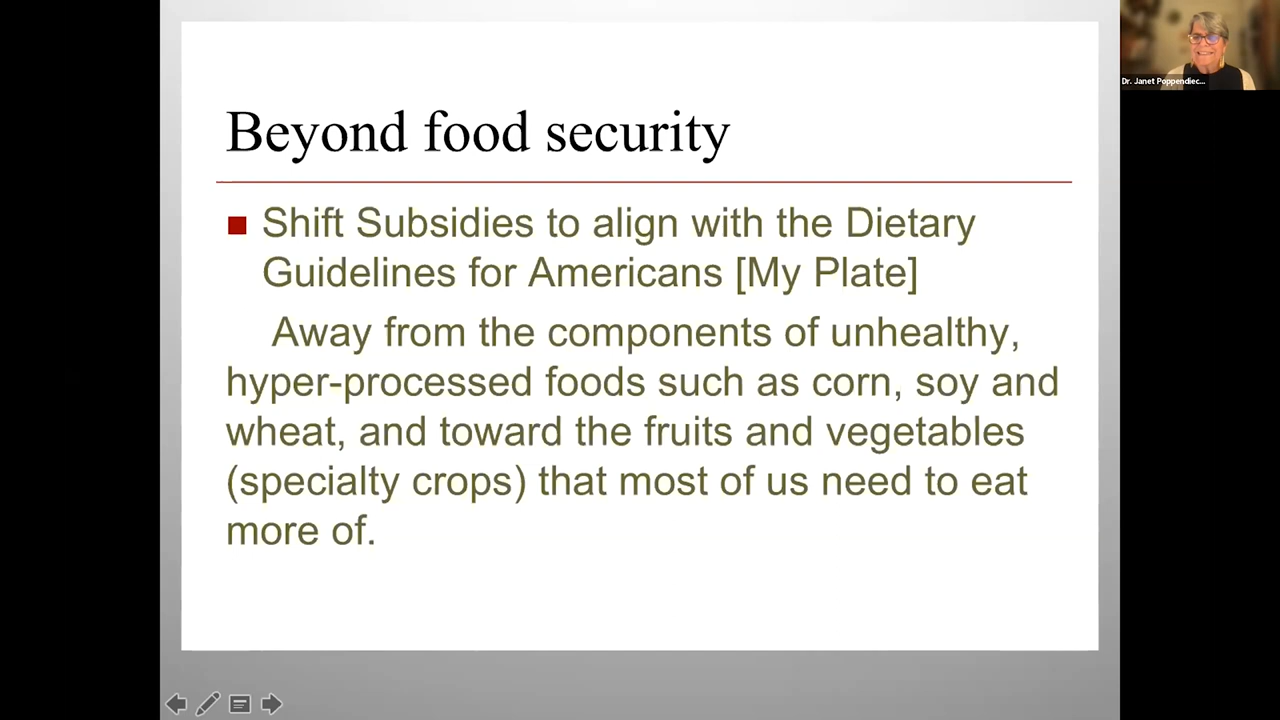 Beyond food security
Shift Subsidies to align with the Dietary
Guidelines for Americans [My Plate]
Away from the components of unhealthy,
hyper-processed foods such as corn, soy and
wheat, and toward the fruits and vegetables
(specialty crops) that most of us need to eat
more of.
Dr. Janet Poppendiec...